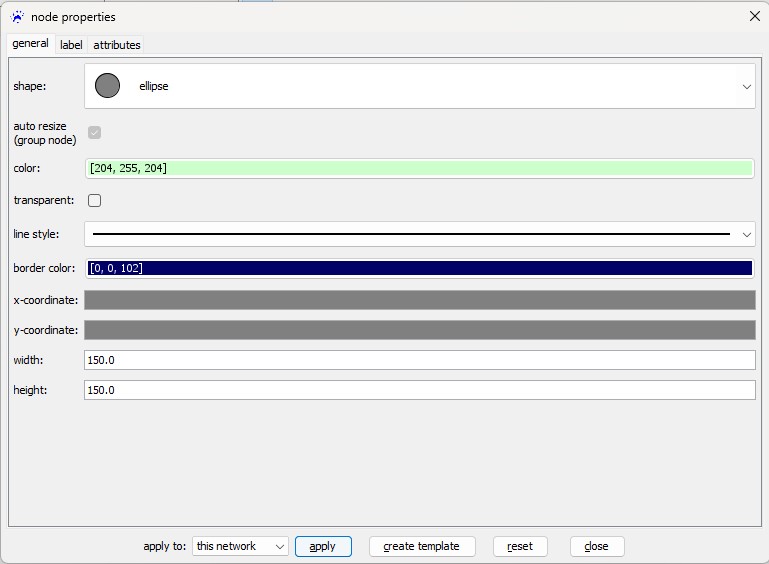 node properties
general label attributes
shape: ellipse
auto resize
(group node)
color: [204, 255, 204]
transparent:
line style:
border color: [0, 0, 102]
x-coordinate:
y-coordinate:
width: 150.0
height: 150.0
apply to: this network apply create template reset close